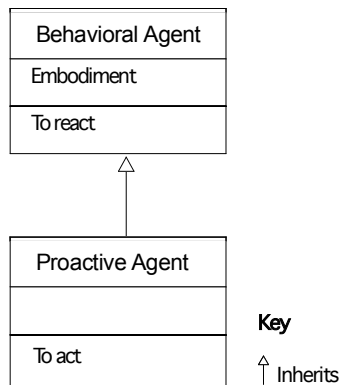 Behavioral Agent
Embodiment
To react
Proactive Agent
To act
Key
Inherits